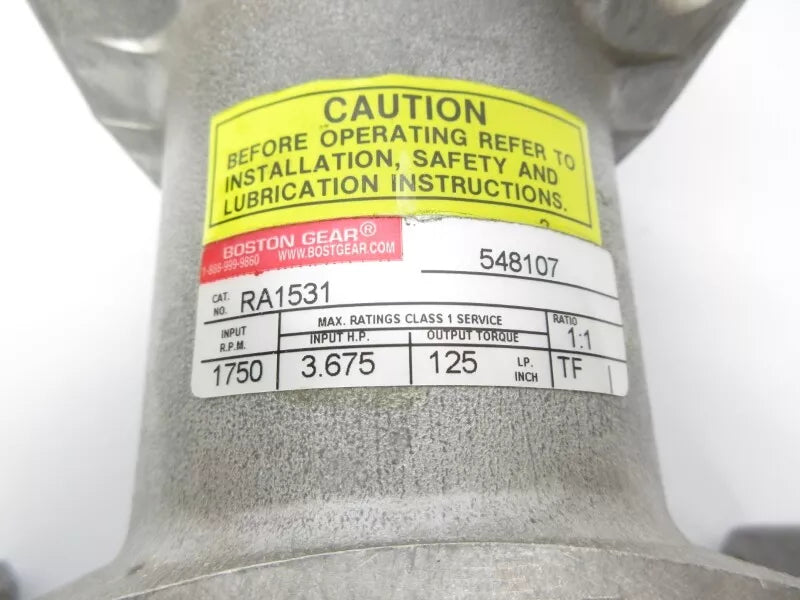 CAUTION
BEFORE OPERATING REFER TO
INSTALLATION, SAFETY AND
LUBRICATION INSTRUCTIONS.
BOSTON GEAR®
1-888-999-9860 WWW.BOSTGEAR.COM
548107
CAT. NO. RA1531
MAX. RATINGS CLASS 1 SERVICE
INPUT R.P.M. INPUT H.P. OUTPUT TORQUE RATIO 1:1
1750 3.675 125 LP. INCH TF